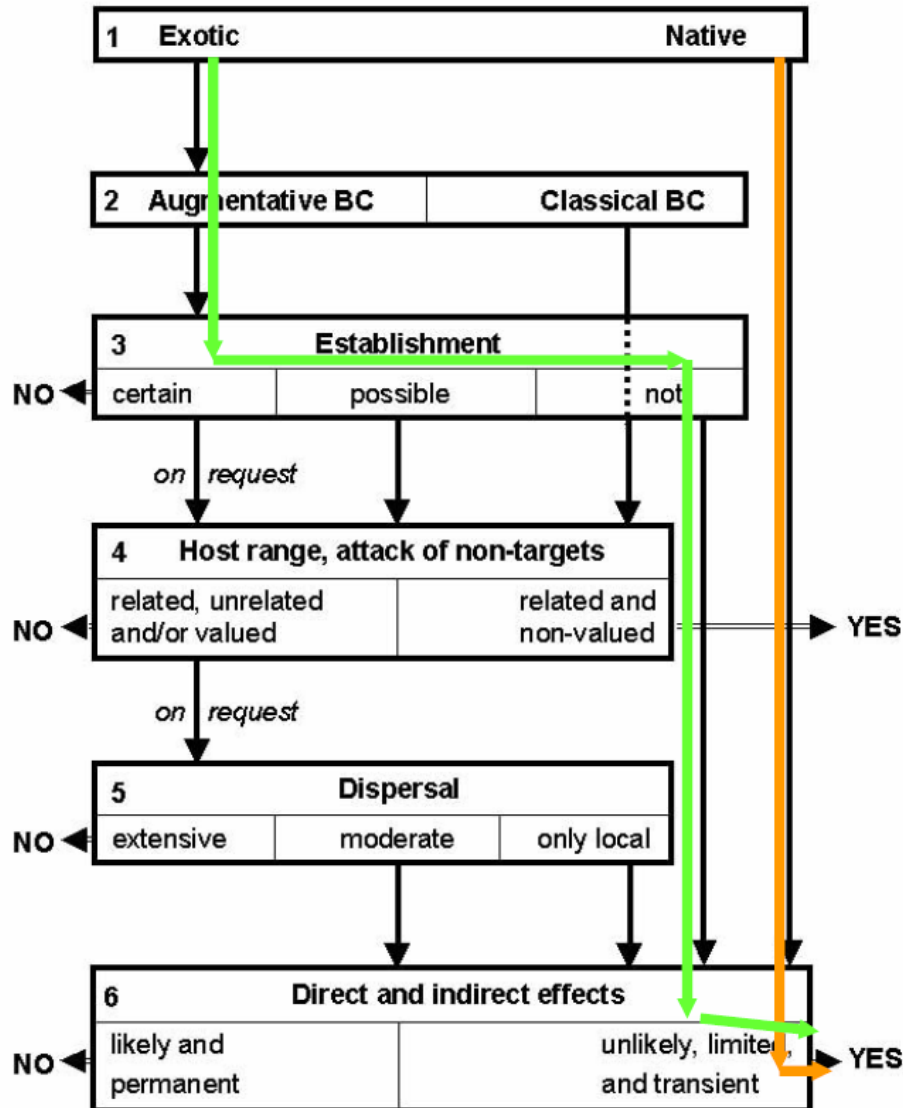 1 Exotic Native
2 Augmentative BC Classical BC
3 Establishment
NO certain possible not
on request
4 Host range, attack of non-targets
related, unrelated related and
NO and/or valued non-valued YES
on request
5 Dispersal
NO extensive moderate only local
6 Direct and indirect effects
likely and unlikely, limited,
NO permanent and transient YES